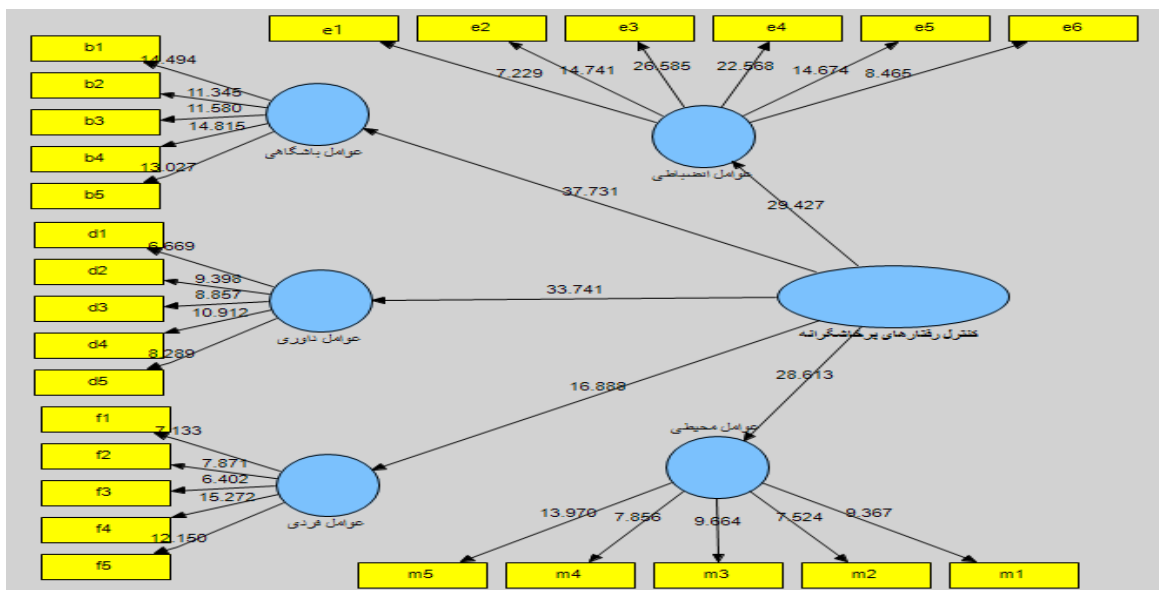 e1
e2
e3
e4
e5
e6
7.229
14.741
26.585
22.568
14.674
8.465
عوامل انضباطی
29.427
b1
b2
b3
b4
b5
14.494
11.345
11.580
14.815
13.027
عوامل باشگاهی
37.731
d1
d2
d3
d4
d5
6.669
9.398
8.857
10.912
8.289
عوامل داوری
33.741
کنترل رفتارهای پرخاشگرانه
f1
f2
f3
f4
f5
7.133
7.871
6.402
15.272
12.150
عوامل فردی
16.888
28.613
عوامل محیطی
13.970
7.856
9.664
7.524
9.367
m5
m4
m3
m2
m1